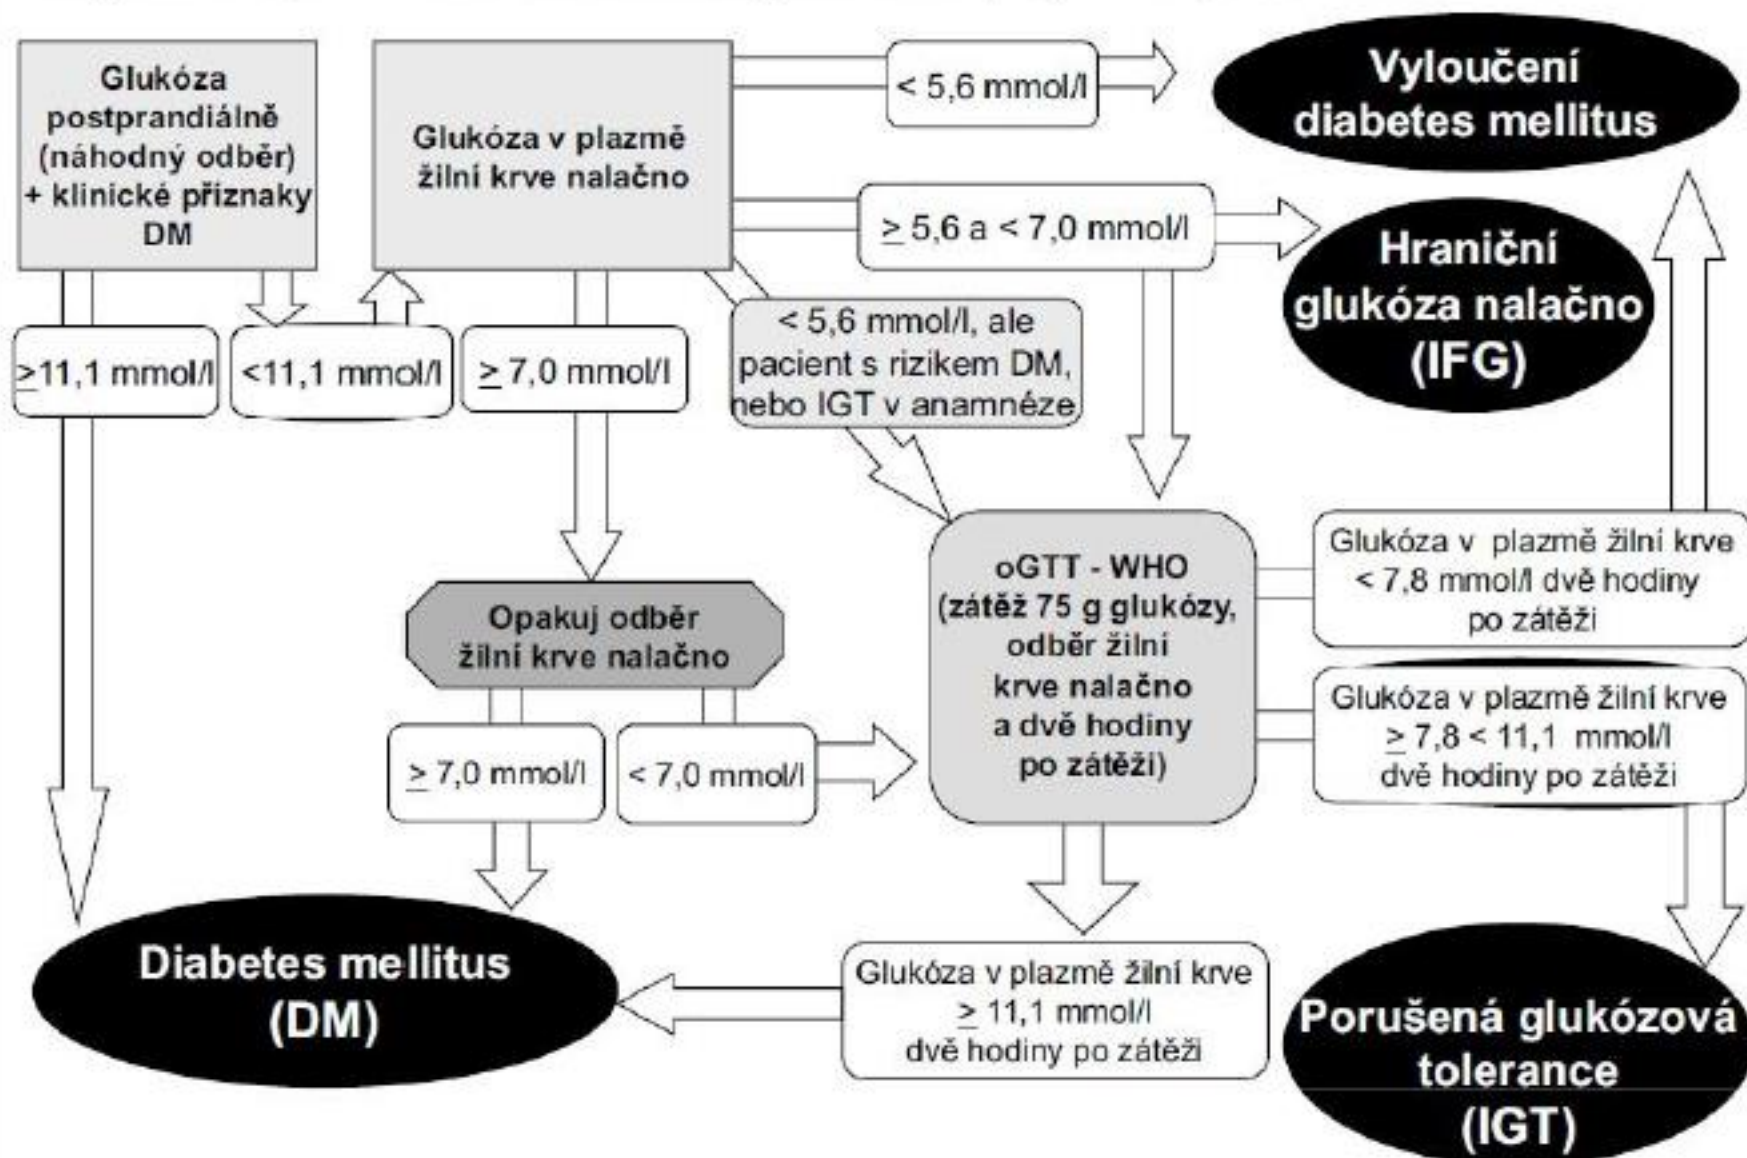 Glukóza
postprandiálně
(náhodný odběr)
+ klinické příznaky
DM
Glukóza v plazmě
žilní krve nalačno
< 5,6 mmol/l
Vyloučení
diabetes mellitus
≥ 5,6 a < 7,0 mmol/l
Hraniční
glukóza nalačno
(IFG)
≥11,1 mmol/l
<11,1 mmol/l
≥ 7,0 mmol/l
< 5,6 mmol/l, ale
pacient s rizikem DM,
nebo IGT v anamnéze
oGTT - WHO
(zátěž 75 g glukózy,
odběr žilní
krve nalačno
a dvě hodiny
po zátěži)
Glukóza v plazmě žilní krve
< 7,8 mmol/l dvě hodiny
po zátěži
Opakuj odběr
žilní krve nalačno
Glukóza v plazmě žilní krve
≥ 7,8 < 11,1 mmol/l
dvě hodiny po zátěži
≥ 7,0 mmol/l
< 7,0 mmol/l
Diabetes mellitus
(DM)
Glukóza v plazmě žilní krve
≥ 11,1 mmol/l
dvě hodiny po zátěži
Porušená glukózová
tolerance
(IGT)